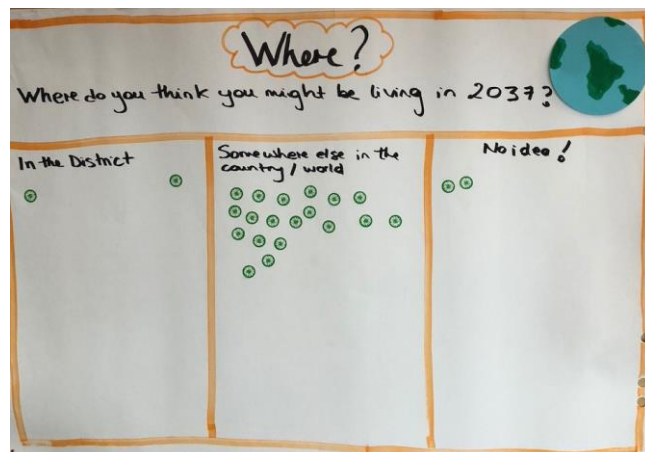 Where?
Where do you think you might be living in 2037?
In the District
Somewhere else in the
country / world
No idea!